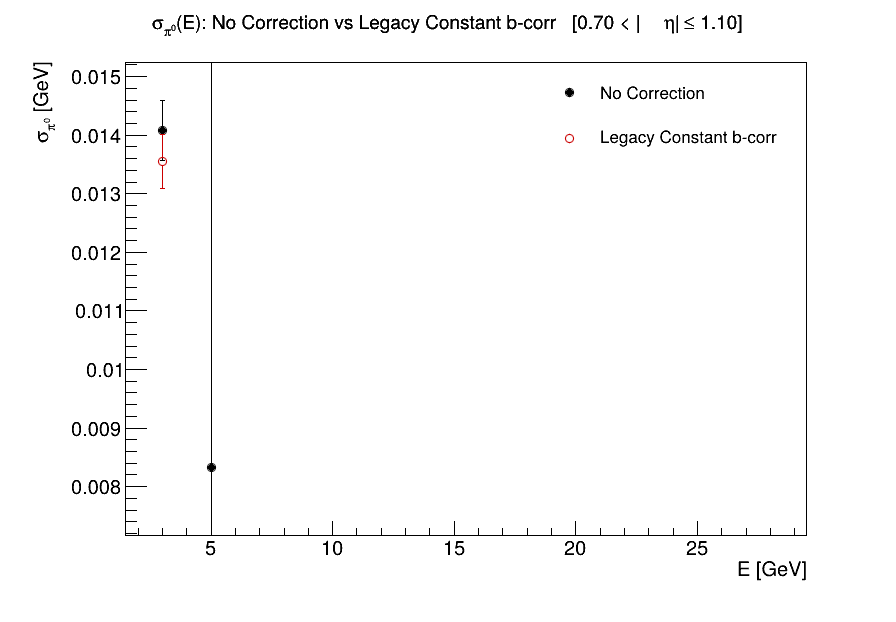 σπ⁰(E): No Correction vs Legacy Constant b-corr [0.70 < | η| ≤ 1.10]
σπ⁰ [GeV]
No Correction
Legacy Constant b-corr
0.015
0.014
0.013
0.012
0.011
0.01
0.009
0.008
5 10 15 20 25
E [GeV]